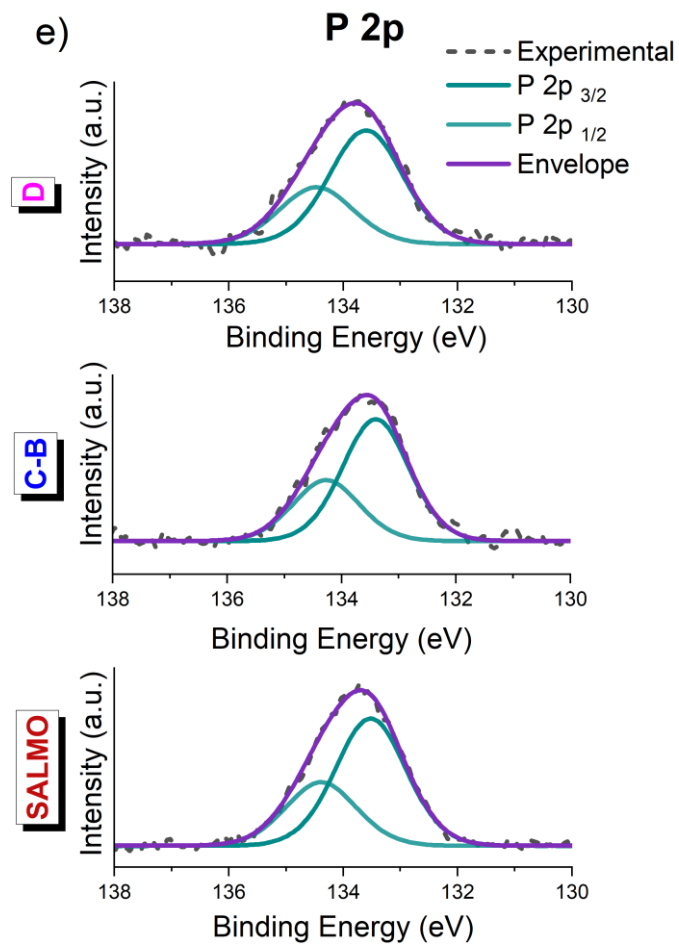 e)
P 2p
Experimental
P 2p 3/2
P 2p 1/2
Envelope
D
Intensity (a.u.)
138 136 134 132 130
Binding Energy (eV)
C-B
Intensity (a.u.)
138 136 134 132 130
Binding Energy (eV)
SALMO
Intensity (a.u.)
138 136 134 132 130
Binding Energy (eV)